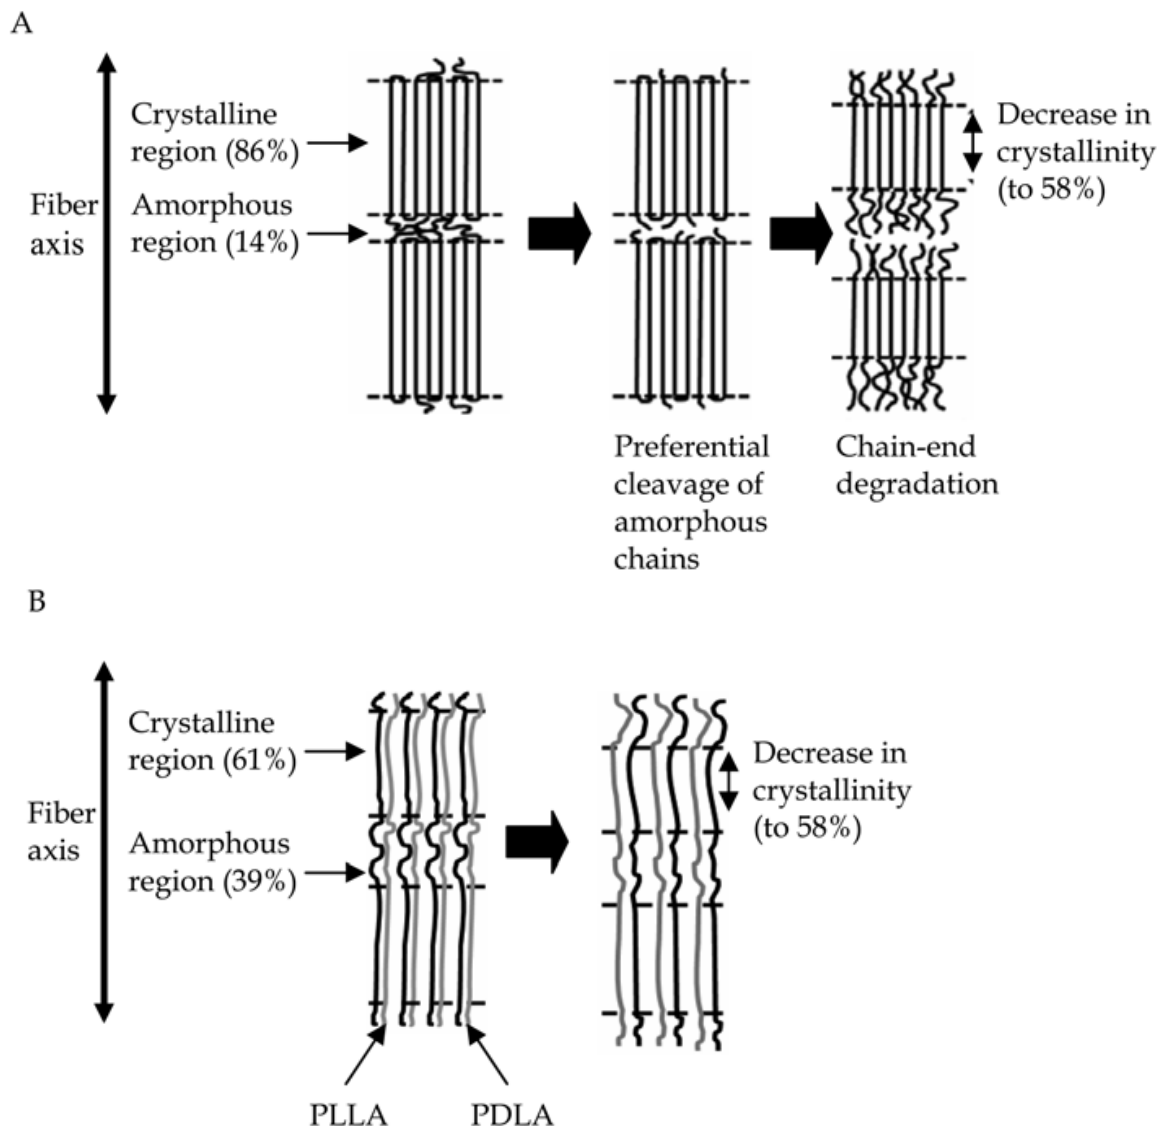 A
Fiber
axis
Crystalline
region (86%)
Amorphous
region (14%)
Decrease in
crystallinity
(to 58%)
Preferential
cleavage of
amorphous
chains
Chain-end
degradation
B
Fiber
axis
Crystalline
region (61%)
Amorphous
region (39%)
Decrease in
crystallinity
(to 58%)
PLLA
PDLA